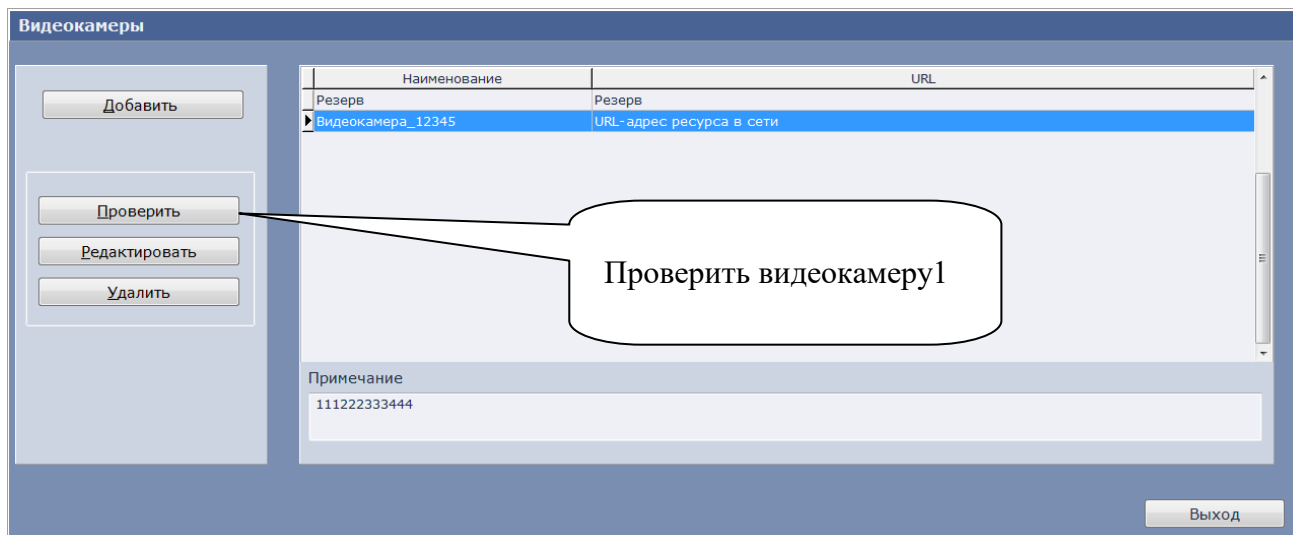 Видеокамеры
Добавить
Проверить
Редактировать
Удалить
Наименование URL
Резерв Резерв
Видеокамера_12345 URL-адрес ресурса в сети
Проверить видеокамеру1
Примечание
111222333444
Выход